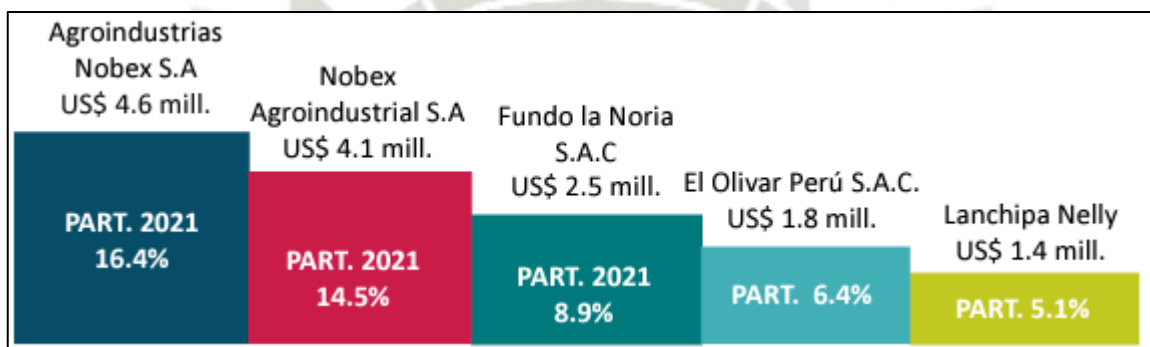 Agroindustrias
Nobex S.A
US$ 4.6 mill.
PART. 2021
16.4%
Nobex
Agroindustrial S.A
US$ 4.1 mill.
PART. 2021
14.5%
Fundo la Noria
S.A.C
US$ 2.5 mill.
PART. 2021
8.9%
El Olivar Perú S.A.C.
US$ 1.8 mill.
PART. 6.4%
Lanchipa Nelly
US$ 1.4 mill.
PART. 5.1%